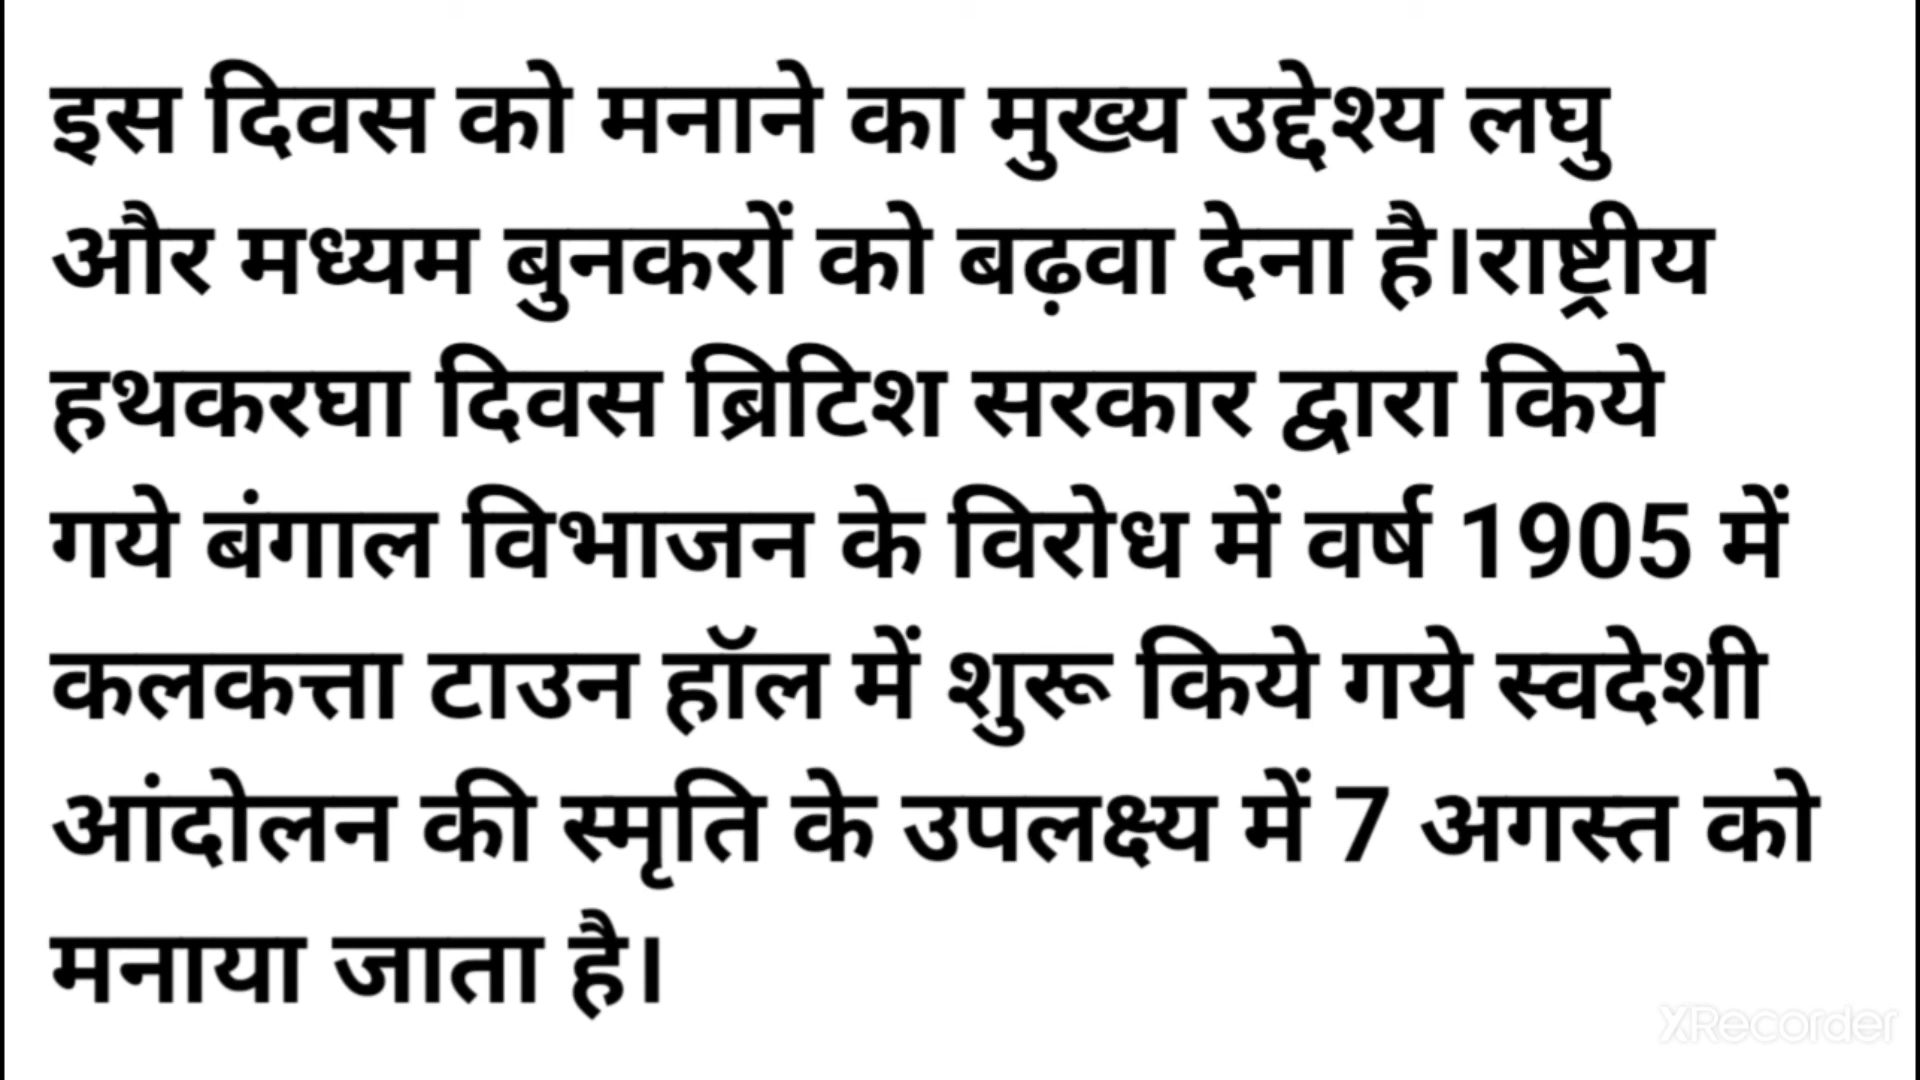 इस दिवस को मनाने का मुख्य उद्देश्य लघु
और मध्यम बुनकरों को बढ़वा देना है।राष्ट्रीय
हथकरघा दिवस ब्रिटिश सरकार द्वारा किये
गये बंगाल विभाजन के विरोध में वर्ष 1905 में
कलकत्ता टाउन हॉल में शुरू किये गये स्वदेशी
आंदोलन की स्मृति के उपलक्ष्य में 7 अगस्त को
मनाया जाता है।
XRecorder